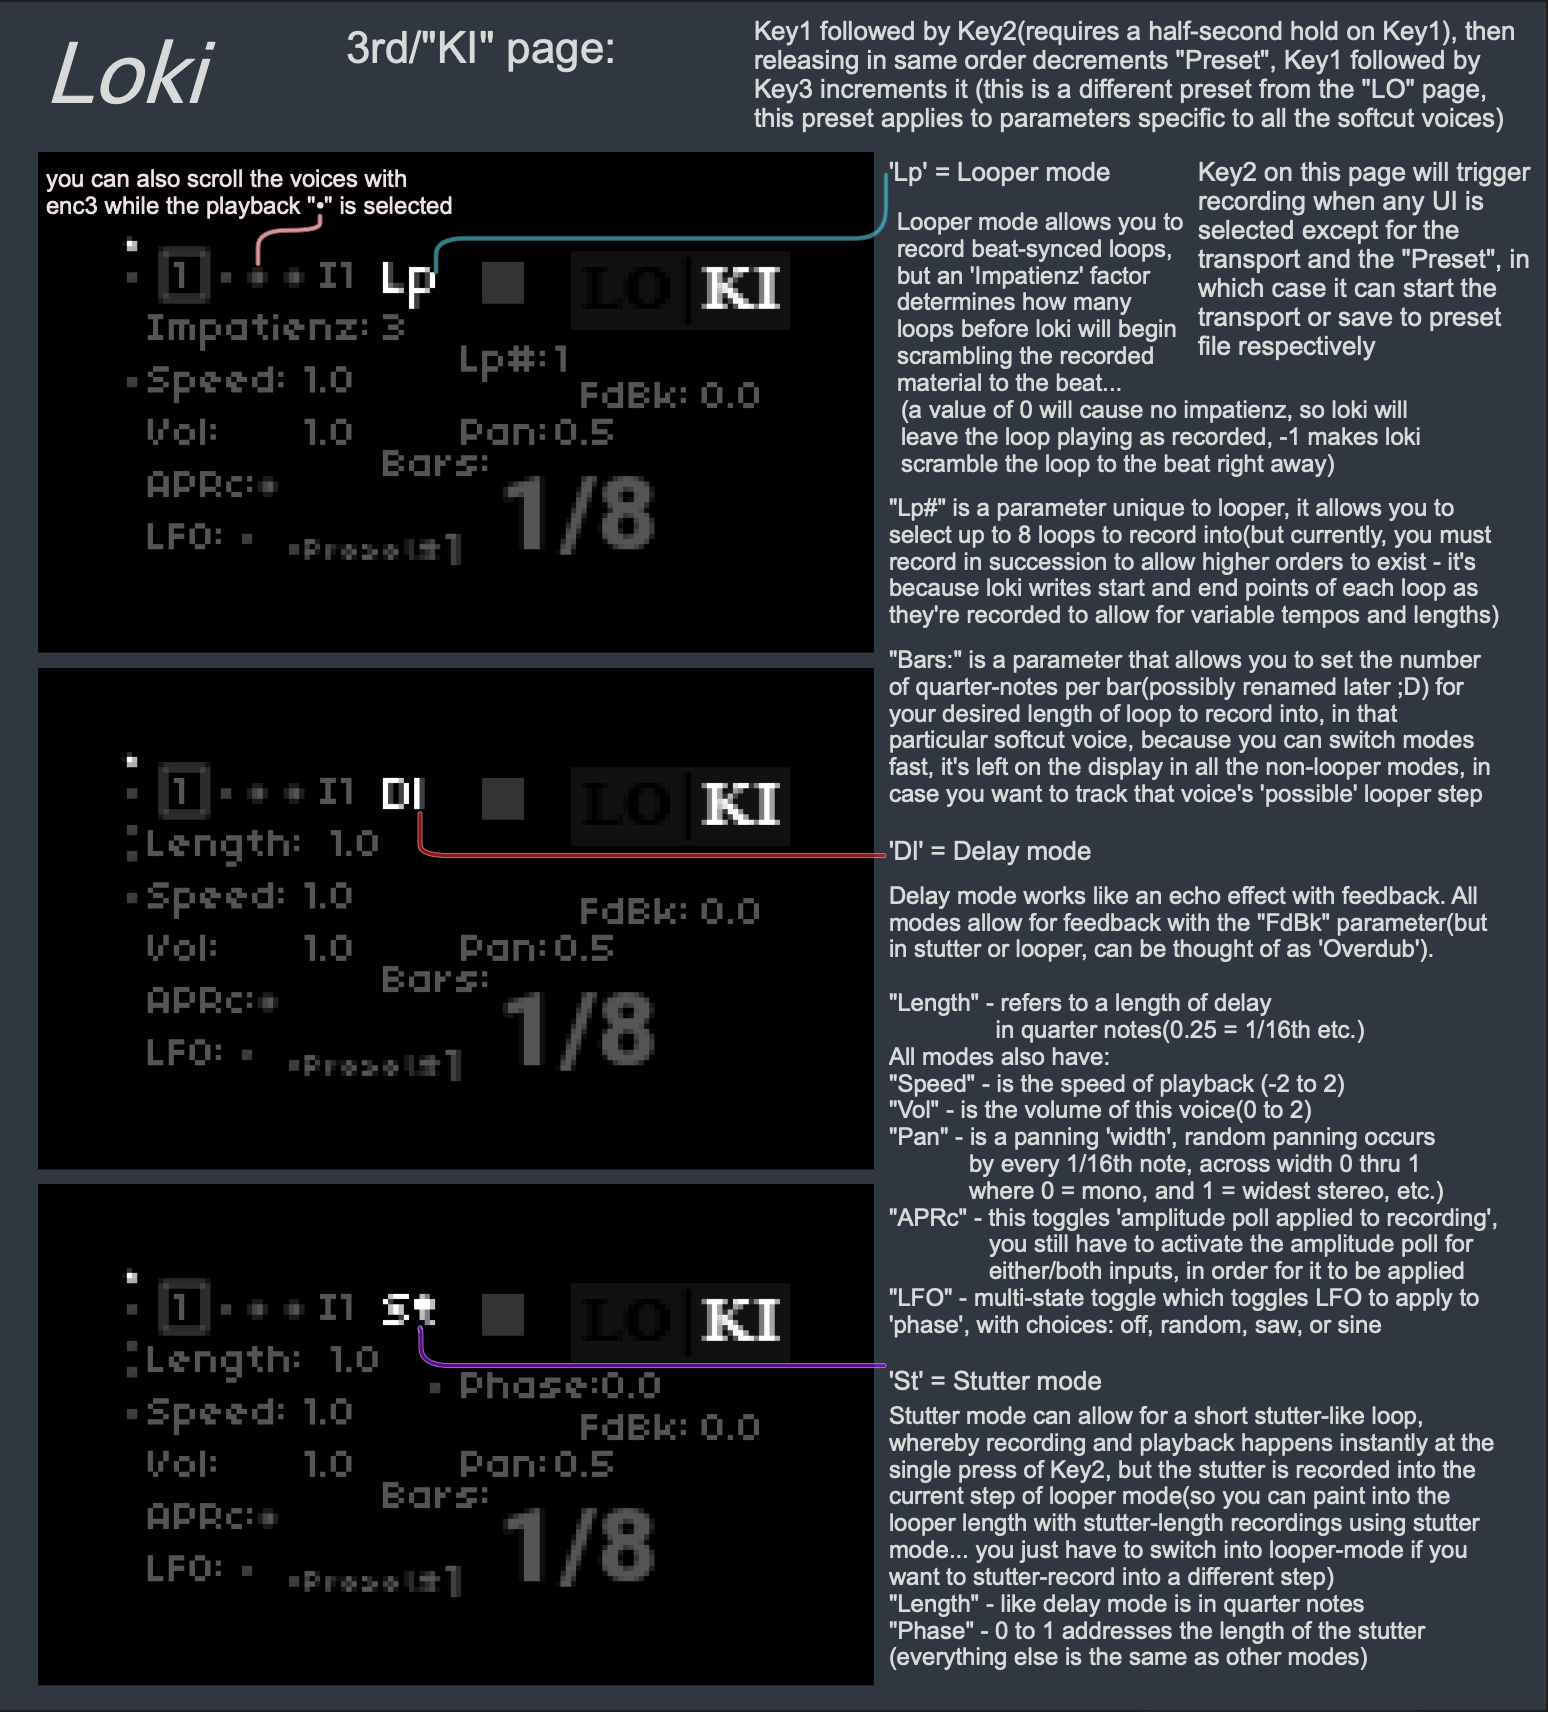 Loki
3rd/"KI" page:
Key1 followed by Key2(requires a half-second hold on Key1), then
releasing in same order decrements "Preset", Key1 followed by
Key3 increments it (this is a different preset from the "LO" page,
this preset applies to parameters specific to all the softcut voices)
you can also scroll the voices with
enc3 while the playback "•" is selected
1 I1 Lp LO KI
Impatienz: 3
Lp#:1
Speed: 1.0
FdBk: 0.0
Vol: 1.0 Pan:0.5
Bars:
APRc:
1/8
LFO:
1
'Lp' = Looper mode
Looper mode allows you to
record beat-synced loops,
but an 'Impatienz' factor
determines how many
loops before loki will begin
scrambling the recorded
material to the beat...
(a value of 0 will cause no impatienz, so loki will
leave the loop playing as recorded, -1 makes loki
scramble the loop to the beat right away)
Key2 on this page will trigger
recording when any UI is
selected except for the
transport and the "Preset", in
which case it can start the
transport or save to preset
file respectively
"Lp#" is a parameter unique to looper, it allows you to
select up to 8 loops to record into(but currently, you must
record in succession to allow higher orders to exist - it's
because loki writes start and end points of each loop as
they're recorded to allow for variable tempos and lengths)
"Bars:" is a parameter that allows you to set the number
of quarter-notes per bar(possibly renamed later ;D) for
your desired length of loop to record into, in that
particular softcut voice, because you can switch modes
fast, it's left on the display in all the non-looper modes, in
case you want to track that voice's 'possible' looper step
1 I1 Dl LO KI
Length: 1.0
Speed: 1.0
FdBk: 0.0
Vol: 1.0 Pan:0.5
Bars:
APRc:
1/8
LFO:
1
'Dl' = Delay mode
Delay mode works like an echo effect with feedback. All
modes allow for feedback with the "FdBk" parameter(but
in stutter or looper, can be thought of as 'Overdub').
"Length" - refers to a length of delay
in quarter notes(0.25 = 1/16th etc.)
All modes also have:
"Speed" - is the speed of playback (-2 to 2)
"Vol" - is the volume of this voice(0 to 2)
"Pan" - is a panning 'width', random panning occurs
by every 1/16th note, across width 0 thru 1
where 0 = mono, and 1 = widest stereo, etc.)
"APRc" - this toggles 'amplitude poll applied to recording',
you still have to activate the amplitude poll for
either/both inputs, in order for it to be applied
"LFO" - multi-state toggle which toggles LFO to apply to
'phase', with choices: off, random, saw, or sine
1 I1 St LO KI
Length: 1.0
Phase:0.0
Speed: 1.0
FdBk: 0.0
Vol: 1.0 Pan:0.5
Bars:
APRc:
1/8
LFO:
1
'St' = Stutter mode
Stutter mode can allow for a short stutter-like loop,
whereby recording and playback happens instantly at the
single press of Key2, but the stutter is recorded into the
current step of looper mode(so you can paint into the
looper length with stutter-length recordings using stutter
mode... you just have to switch into looper-mode if you
want to stutter-record into a different step)
"Length" - like delay mode is in quarter notes
"Phase" - 0 to 1 addresses the length of the stutter
(everything else is the same as other modes)